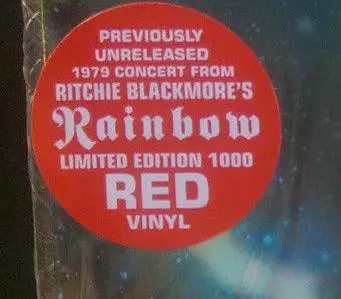 PREVIOUSLY
UNRELEASED
1979 CONCERT FROM
RITCHIE BLACKMORE'S
Rainbow
LIMITED EDITION 1000
RED
VINYL